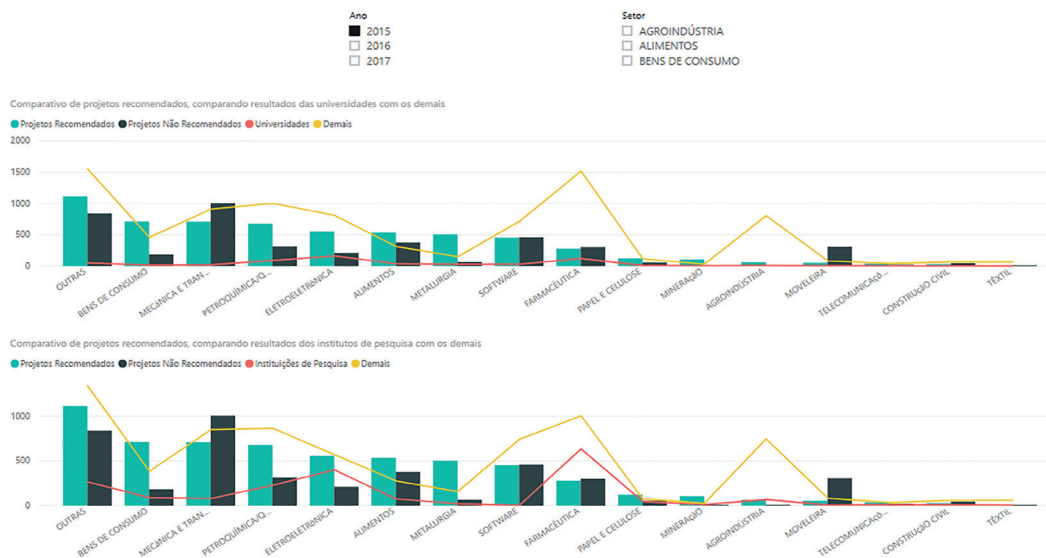 Ano
2015
2016
2017
Setor
AGROINDÚSTRIA
ALIMENTOS
BENS DE CONSUMO
Comparativo de projetos recomendados, comparando resultados das universidades com os demais
Projetos Recomendados Projetos Não Recomendados Universidades Demais
2000
1500
1000
500
0
OUTRAS
BENS DE CONSUMO
MECâNICA E TRAN...
PETROQUÍMICA/Q...
ELETROELETRôNICA
ALIMENTOS
METALURGIA
SOFTWARE
FARMACÊUTICA
PAPEL E CELULOSE
MINERAçãO
AGROINDÚSTRIA
MOVELEIRA
TELECOMUNICAçõ...
CONSTRUçãO CIVIL
TÊXTIL
Comparativo de projetos recomendados, comparando resultados dos institutos de pesquisa com os demais
Projetos Recomendados Projetos Não Recomendados Instituições de Pesquisa Demais
1000
500
0
OUTRAS
BENS DE CONSUMO
MECâNICA E TRAN...
PETROQUÍMICA/Q...
ELETROELETRôNICA
ALIMENTOS
METALURGIA
SOFTWARE
FARMACÊUTICA
PAPEL E CELULOSE
MINERAçãO
AGROINDÚSTRIA
MOVELEIRA
TELECOMUNICAçõ...
CONSTRUçãO CIVIL
TÊXTIL